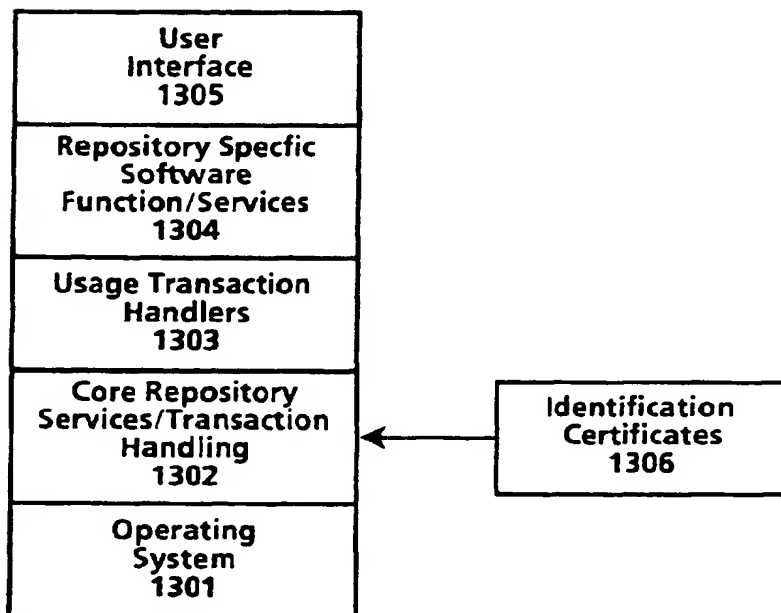 User
Interface
1305
Repository Specfic
Software
Function/Services
1304
Usage Transaction
Handlers
1303
Core Repository
Services/Transaction
Handling
1302
Identification
Certificates
1306
Operating
System
1301